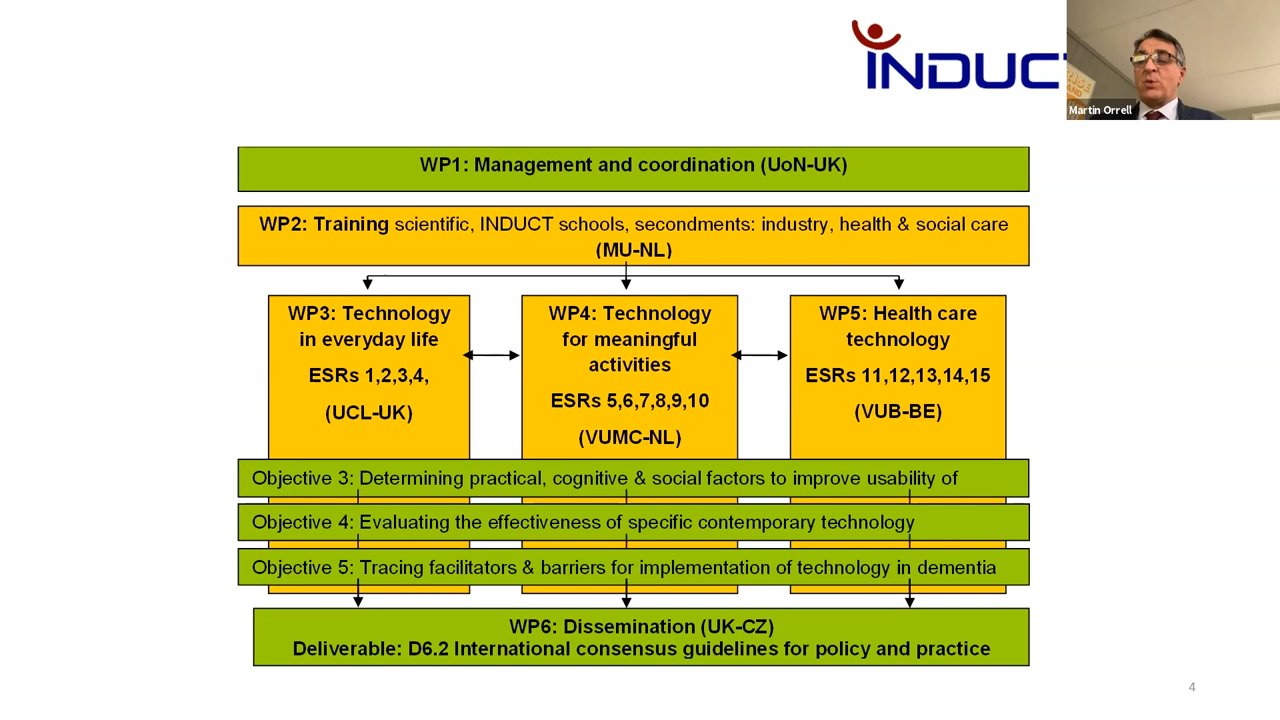 INDUCT
Martin Orrell
WP1: Management and coordination (UoN-UK)
WP2: Training scientific, INDUCT schools, secondments: industry, health & social care
(MU-NL)
WP3: Technology
in everyday life
ESRs 1,2,3,4,
(UCL-UK)
WP4: Technology
for meaningful
activities
ESRs 5,6,7,8,9,10
(VUMC-NL)
WP5: Health care
technology
ESRs 11,12,13,14,15
(VUB-BE)
Objective 3: Determining practical, cognitive & social factors to improve usability of
Objective 4: Evaluating the effectiveness of specific contemporary technology
Objective 5: Tracing facilitators & barriers for implementation of technology in dementia
WP6: Dissemination (UK-CZ)
Deliverable: D6.2 International consensus guidelines for policy and practice
4